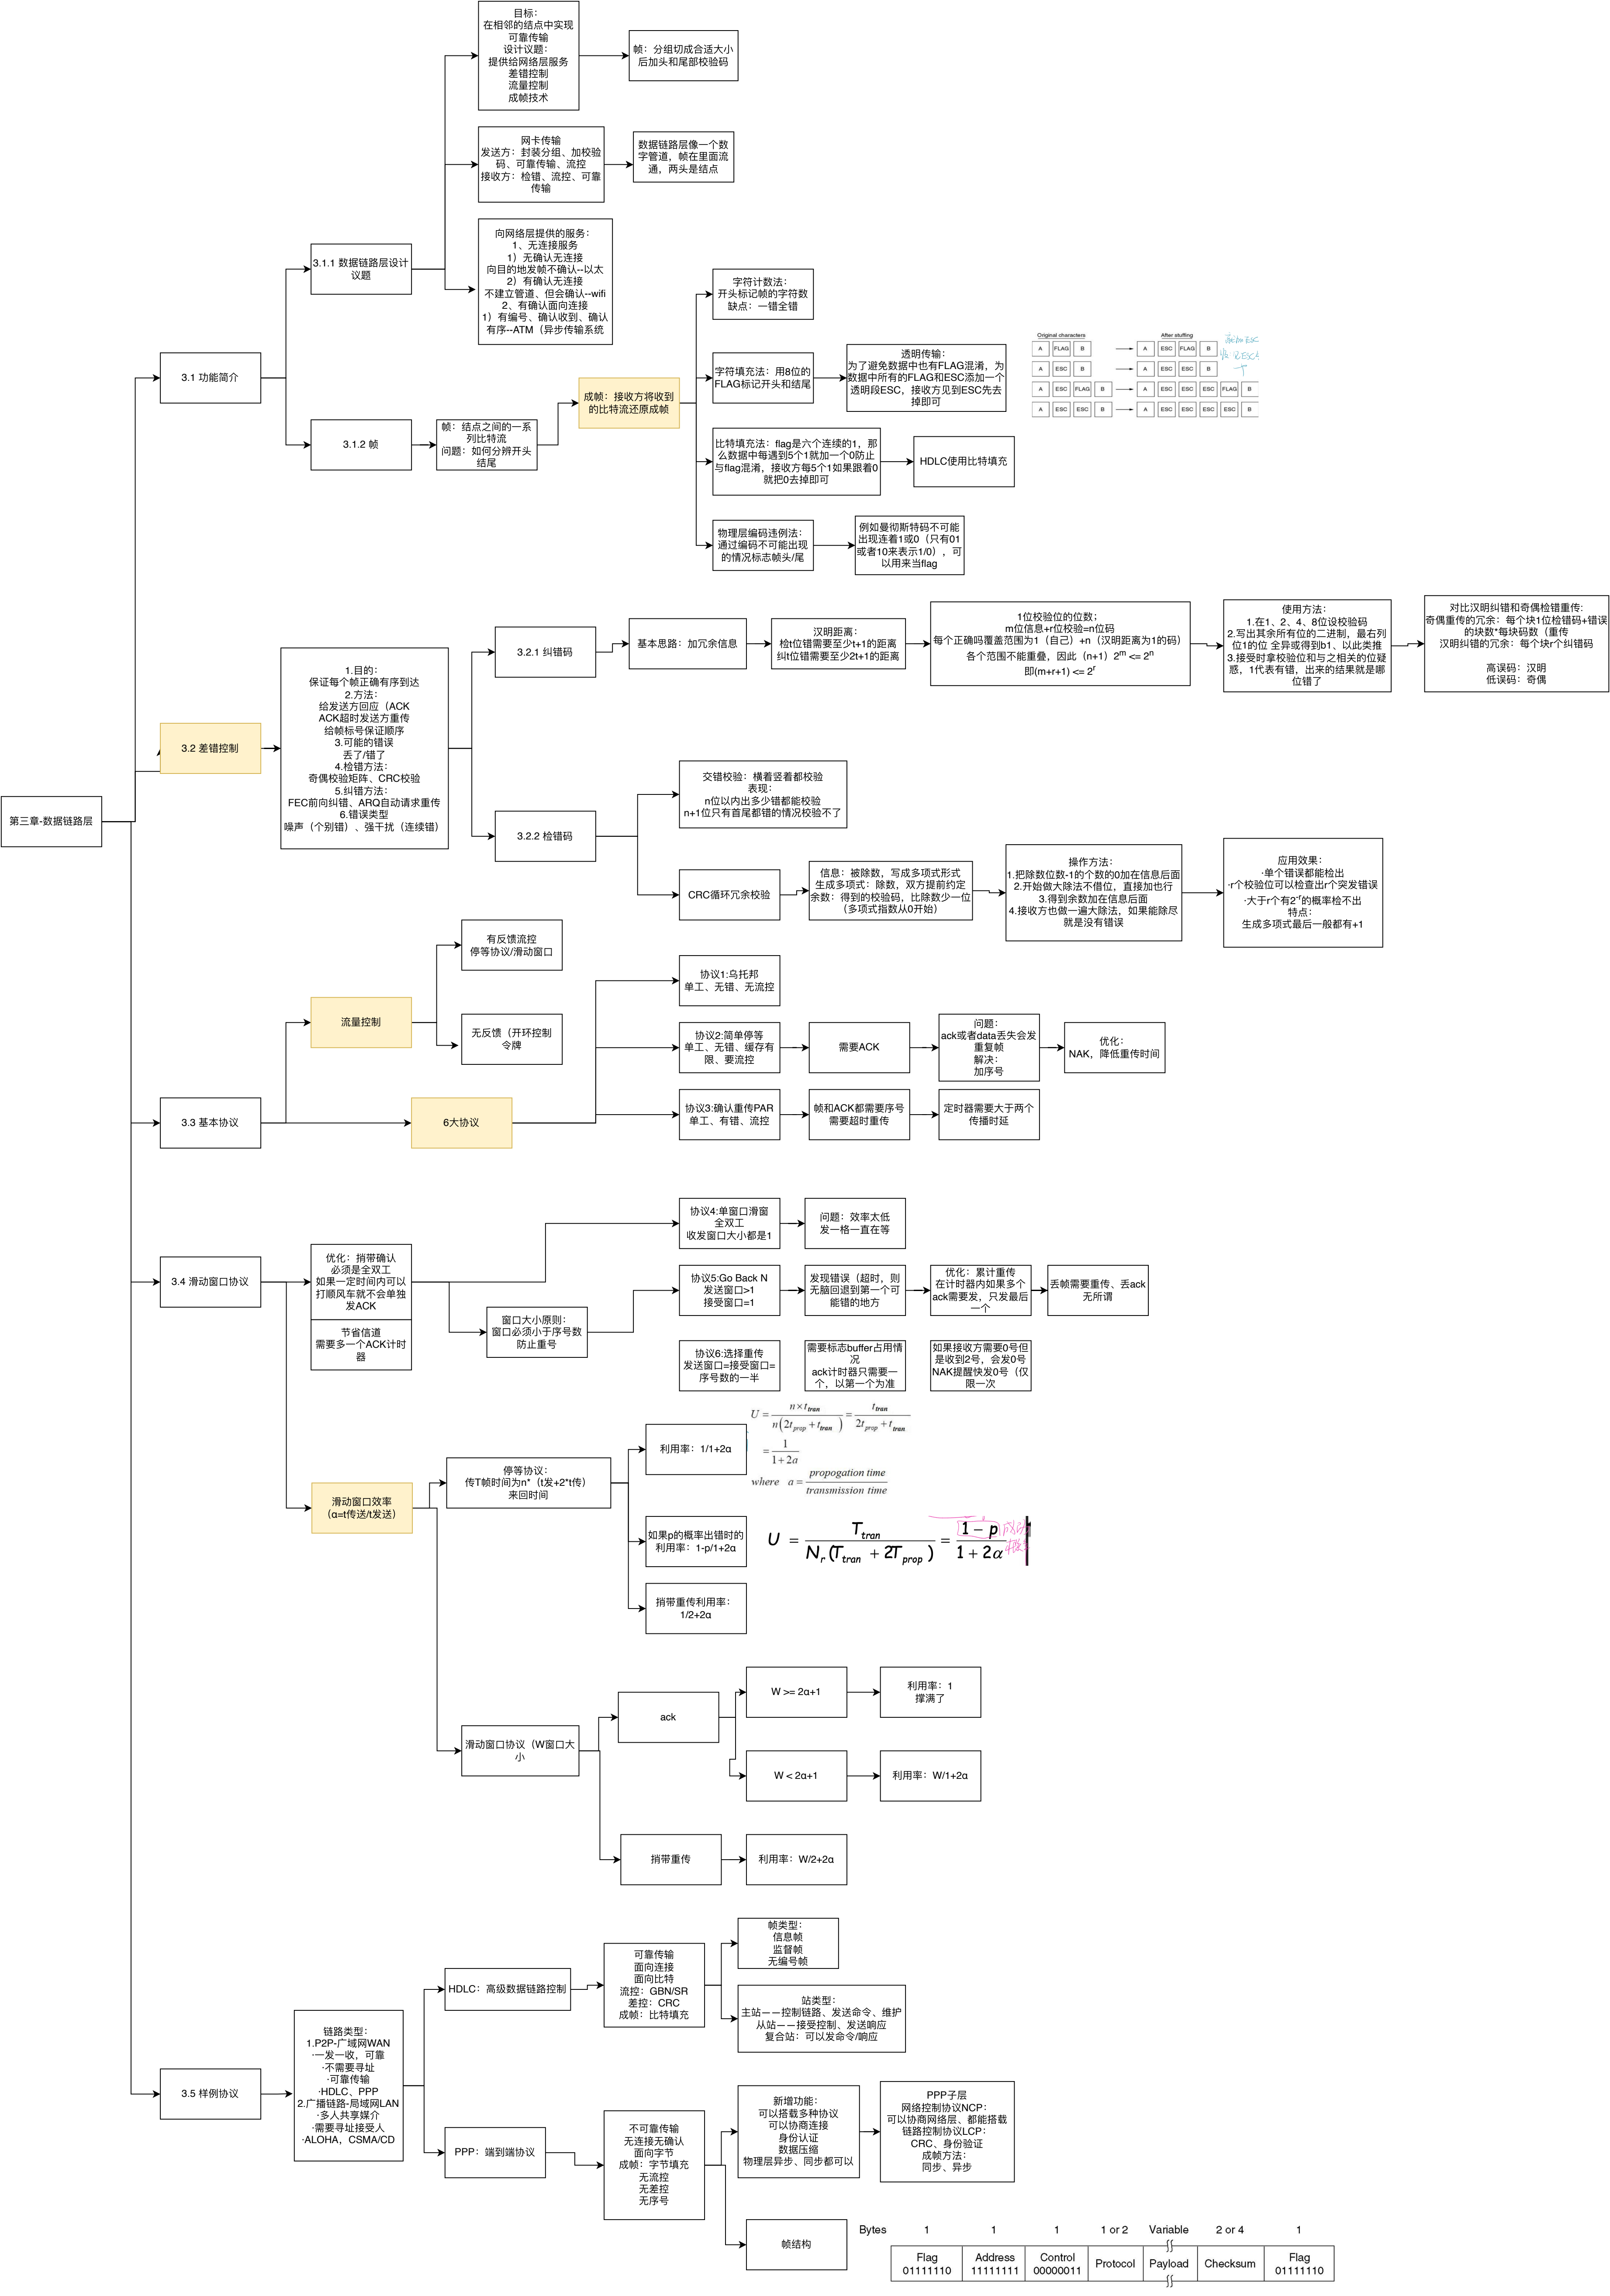 第三章-数据链路层
3.1 功能简介
3.1.1 数据链路层设计
议题
目标：
在相邻的结点中实现
可靠传输
设计议题：
提供给网络层服务
差错控制
流量控制
成帧技术
帧：分组切成合适大小
后加头和尾部校验码
网卡传输
发送方：封装分组、加校验
码、可靠传输、流控
接收方：检错、流控、可靠
传输
数据链路层像一个数
字管道，帧在里面流
通，两头是结点
向网络层提供的服务：
1、无连接服务
1）无确认无连接
向目的地发帧不确认--以太
2）有确认无连接
不建立管道、但会确认--wifi
2、有确认面向连接
1）有编号、确认收到、确认
有序--ATM（异步传输系统
3.1.2 帧
帧：结点之间的一系
列比特流
问题：如何分辨开头
结尾
成帧：接收方将收到
的比特流还原成帧
字符计数法：
开头标记帧的字符数
缺点：一错全错
字符填充法：用8位的
FLAG标记开头和结尾
透明传输：
为了避免数据中也有FLAG混淆，为
数据中所有的FLAG和ESC添加一个
透明段ESC，接收方见到ESC先去
掉即可
Original characters After stuffing
A FLAG B A ESC FLAG B
A ESC B A ESC ESC B
A ESC FLAG B A ESC ESC ESC FLAG B
A ESC ESC B A ESC ESC ESC ESC B
比特填充法：flag是六个连续的1，那
么数据中每遇到5个1就加一个0防止
与flag混淆，接收方每5个1如果跟着0
就把0去掉即可
HDLC使用比特填充
物理层编码违例法：
通过编码不可能出现
的情况标志帧头/尾
例如曼彻斯特码不可能
出现连着1或0（只有01
或者10来表示1/0），可
以用来当flag
3.2 差错控制
1.目的：
保证每个帧正确有序到达
2.方法：
给发送方回应（ACK
ACK超时发送方重传
给帧标号保证顺序
3.可能的错误
丢了/错了
4.检错方法：
奇偶校验矩阵、CRC校验
5.纠错方法：
FEC前向纠错、ARQ自动请求重传
6.错误类型
噪声（个别错）、强干扰（连续错）
3.2.1 纠错码
基本思路：加冗余信息
汉明距离：
检t位错需要至少t+1的距离
纠t位错需要至少2t+1的距离
1位校验位的位数；
m位信息+r位校验=n位码
每个正确吗覆盖范围为1（自己）+n（汉明距离为1的码）
各个范围不能重叠，因此（n+1）2^m <= 2^n
即(m+r+1) <= 2^r
使用方法：
1.在1、2、4、8位设校验码
2.写出其余所有位的二进制，最右列
位1的位 全异或得到b1、以此类推
3.接受时拿校验位和与之相关的位疑
惑，1代表有错，出来的结果就是哪
位错了
对比汉明纠错和奇偶检错重传:
奇偶重传的冗余：每个块1位检错码+错误
的块数*每块码数（重传
汉明纠错的冗余：每个块r个纠错码
高误码：汉明
低误码：奇偶
3.2.2 检错码
交错校验：横着竖着都校验
表现：
n位以内出多少错都能校验
n+1位只有首尾都错的情况校验不了
CRC循环冗余校验
信息：被除数，写成多项式形式
生成多项式：除数，双方提前约定
余数：得到的校验码，比除数少一位
（多项式指数从0开始）
操作方法：
1.把除数位数-1的个数的0加在信息后面
2.开始做大除法不借位，直接加也行
3.得到余数加在信息后面
4.接收方也做一遍大除法，如果能除尽
就是没有错误
应用效果：
·单个错误都能检出
·r个校验位可以检查出r个突发错误
·大于r个有2^-r的概率检不出
特点：
生成多项式最后一般都有+1
3.3 基本协议
流量控制
有反馈流控
停等协议/滑动窗口
无反馈（开环控制
令牌
6大协议
协议1:乌托邦
单工、无错、无流控
协议2:简单停等
单工、无错、缓存有
限、要流控
需要ACK
问题：
ack或者data丢失会发
重复帧
解决：
加序号
优化：
NAK，降低重传时间
协议3:确认重传PAR
单工、有错、流控
帧和ACK都需要序号
需要超时重传
定时器需要大于两个
传播时延
3.4 滑动窗口协议
优化：捎带确认
必须是全双工
如果一定时间内可以
打顺风车就不会单独
发ACK
节省信道
需要多一个ACK计时
器
窗口大小原则：
窗口必须小于序号数
防止重号
协议4:单窗口滑窗
全双工
收发窗口大小都是1
问题：效率太低
发一格一直在等
协议5:Go Back N
发送窗口>1
接受窗口=1
发现错误（超时，则
无脑回退到第一个可
能错的地方
优化：累计重传
在计时器内如果多个
ack需要发，只发最后
一个
丢帧需要重传、丢ack
无所谓
协议6:选择重传
发送窗口=接受窗口=
序号数的一半
需要标志buffer占用情
况
ack计时器只需要一
个，以第一个为准
如果接收方需要0号但
是收到2号，会发0号
NAK提醒快发0号（仅
限一次
滑动窗口效率
（α=t传送/t发送）
停等协议：
传T帧时间为n*（t发+2*t传）
来回时间
利用率：1/1+2α
U = n×t_tran / n(2t_prop + t_tran) = t_tran / 2t_prop + t_tran
= 1 / 1+2a
where a = propogation time / transmission time
如果p的概率出错时的
利用率：1-p/1+2α
U = T_tran / N_r (T_tran + 2T_prop) = 1 − p / 1 + 2α
捎带重传利用率：
1/2+2α
滑动窗口协议（W窗口大
小
ack
W >= 2α+1
利用率：1
撑满了
W < 2α+1
利用率：W/1+2α
捎带重传
利用率：W/2+2α
3.5 样例协议
链路类型：
1.P2P-广域网WAN
·一发一收，可靠
·不需要寻址
·可靠传输
·HDLC、PPP
2.广播链路-局域网LAN
·多人共享媒介
·需要寻址接受人
·ALOHA，CSMA/CD
HDLC：高级数据链路控制
可靠传输
面向连接
面向比特
流控：GBN/SR
差控：CRC
成帧：比特填充
帧类型：
信息帧
监督帧
无编号帧
站类型：
主站——控制链路、发送命令、维护
从站——接受控制、发送响应
复合站：可以发命令/响应
PPP：端到端协议
不可靠传输
无连接无确认
面向字节
成帧：字节填充
无流控
无差控
无序号
新增功能：
可以搭载多种协议
可以协商连接
身份认证
数据压缩
物理层异步、同步都可以
PPP子层
网络控制协议NCP：
可以协商网络层、都能搭载
链路控制协议LCP：
CRC、身份验证
成帧方法：
同步、异步
帧结构
Bytes 1 1 1 1 or 2 Variable 2 or 4 1
Flag Address Control Protocol Payload Checksum Flag
01111110 11111111 00000011 01111110